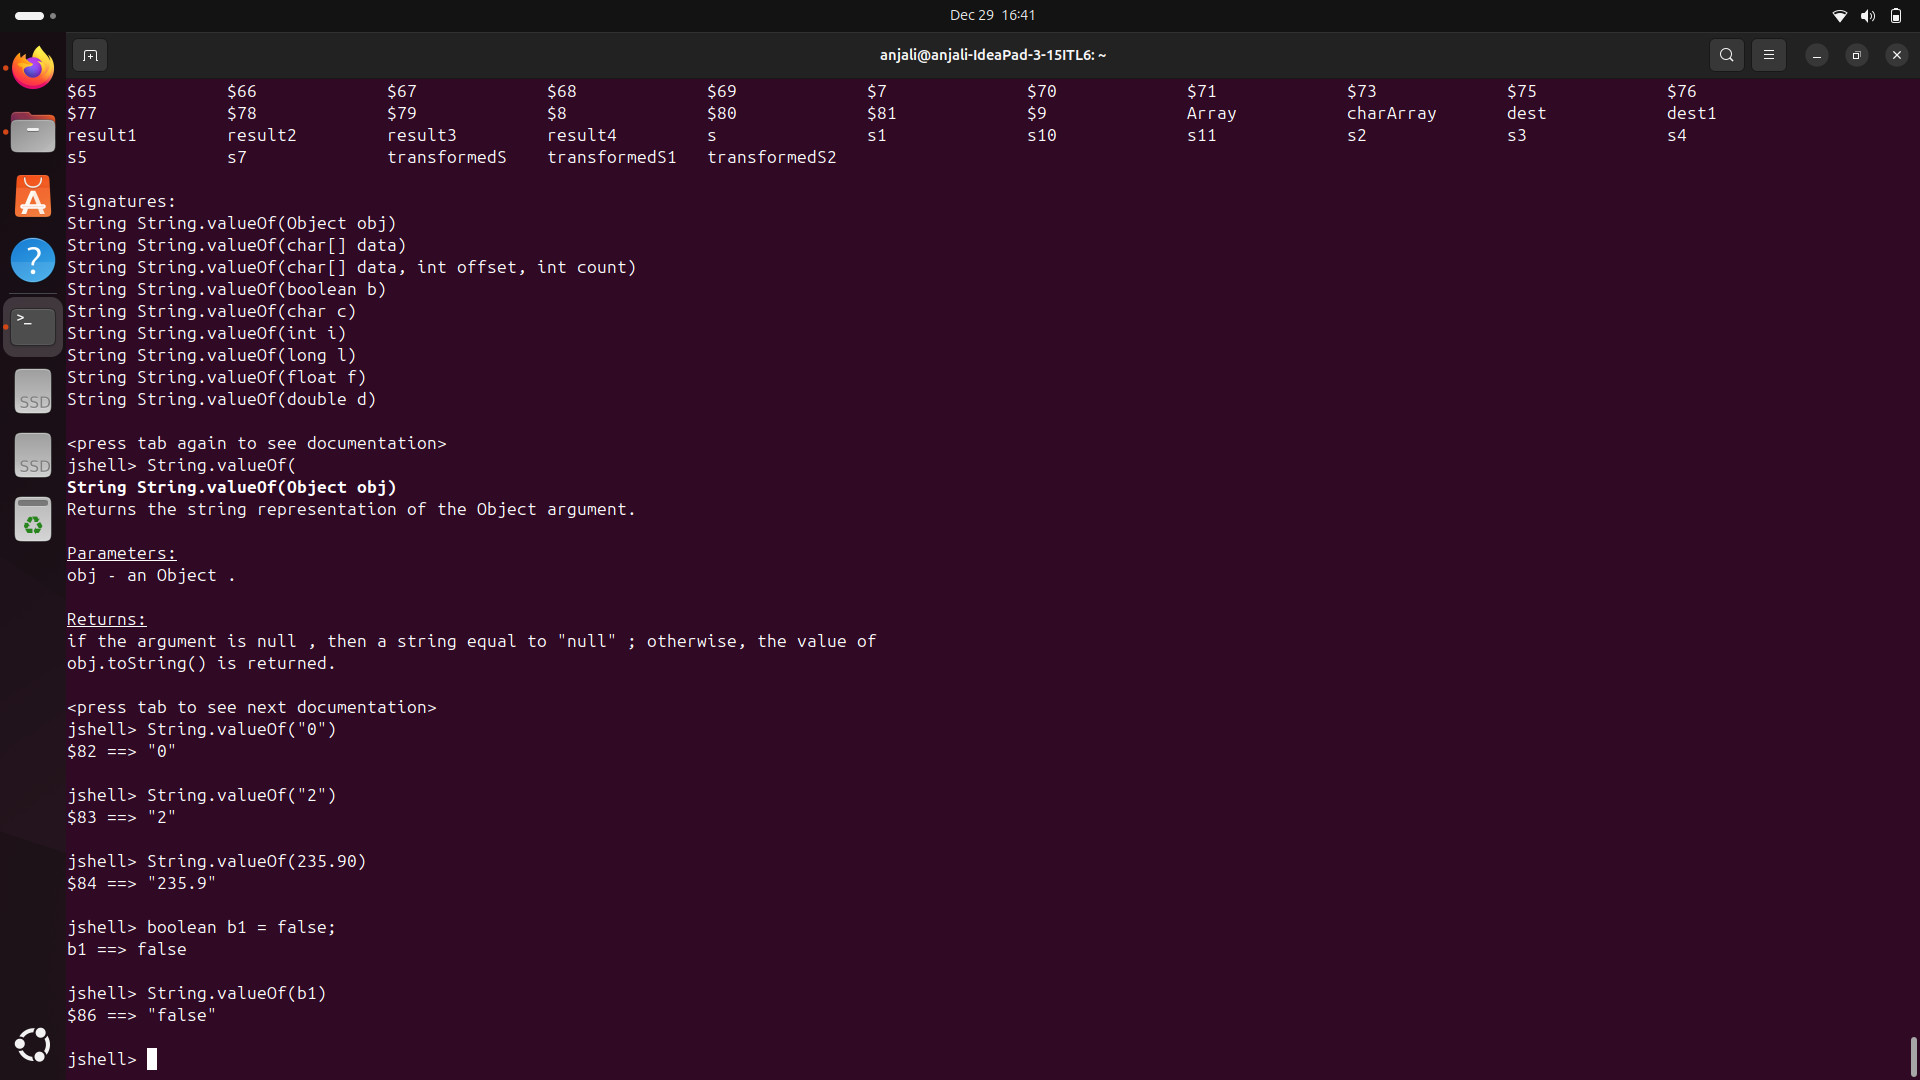 Dec 29 16:41
anjali@anjali-IdeaPad-3-15ITL6: ~
$65 $66 $67 $68 $69 $7 $70 $71 $73 $75 $76
$77 $78 $79 $8 $80 $81 $9 Array charArray dest dest1
result1 result2 result3 result4 s s1 s10 s11 s2 s3 s4
s5 s7 transformedS transformedS1 transformedS2
Signatures:
String String.valueOf(Object obj)
String String.valueOf(char[] data)
String String.valueOf(char[] data, int offset, int count)
String String.valueOf(boolean b)
String String.valueOf(char c)
String String.valueOf(int i)
String String.valueOf(long l)
String String.valueOf(float f)
String String.valueOf(double d)
<press tab again to see documentation>
jshell> String.valueOf(
String String.valueOf(Object obj)
Returns the string representation of the Object argument.
Parameters:
obj - an Object .
Returns:
if the argument is null , then a string equal to "null" ; otherwise, the value of
obj.toString() is returned.
<press tab to see next documentation>
jshell> String.valueOf("0")
$82 ==> "0"
jshell> String.valueOf("2")
$83 ==> "2"
jshell> String.valueOf(235.90)
$84 ==> "235.9"
jshell> boolean b1 = false;
b1 ==> false
jshell> String.valueOf(b1)
$86 ==> "false"
jshell>
?
>_
SSD
SSD